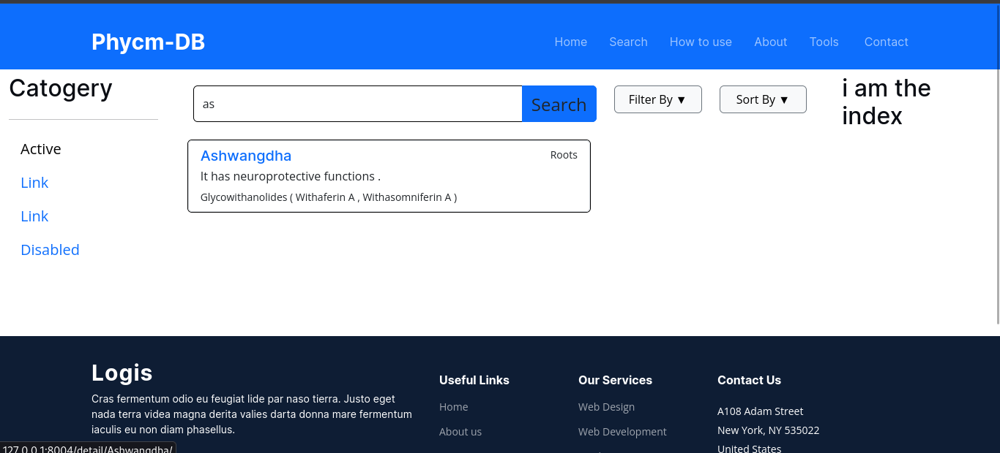 Phycm-DB
Home Search How to use About Tools Contact
Catogery
Active
Link
Link
Disabled
as
Search
Filter By ▼
Sort By ▼
Ashwangdha
Roots
It has neuroprotective functions .
Glycowithanolides ( Withaferin A , Withasomniferin A )
i am the
index
Logis
Cras fermentum odio eu feugiat lide par naso tierra. Justo eget
nada terra videa magna derita valies darta donna mare fermentum
iaculis eu non diam phasellus.
Useful Links
Home
About us
Our Services
Web Design
Web Development
Contact Us
A108 Adam Street
New York, NY 535022
United States
127.0.0.1:8004/detail/Ashwangdha/